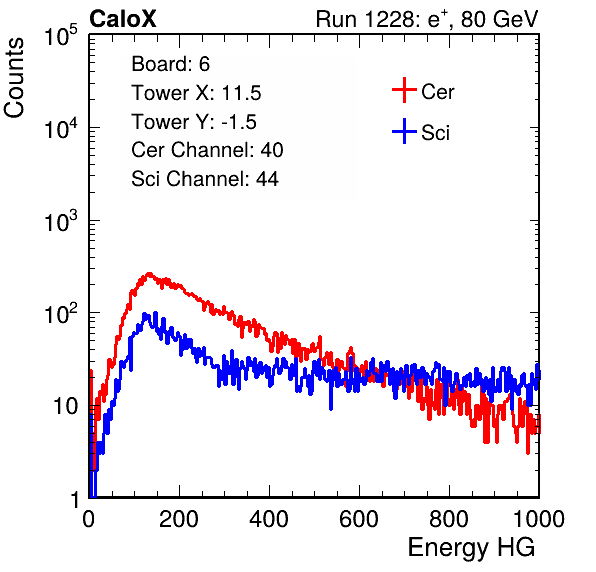 CaloX Run 1228: e⁺, 80 GeV
Board: 6
Tower X: 11.5
Tower Y: -1.5
Cer Channel: 40
Sci Channel: 44
Cer
Sci
Counts
10⁵
10⁴
10³
10²
10
1
0 200 400 600 800 1000
Energy HG